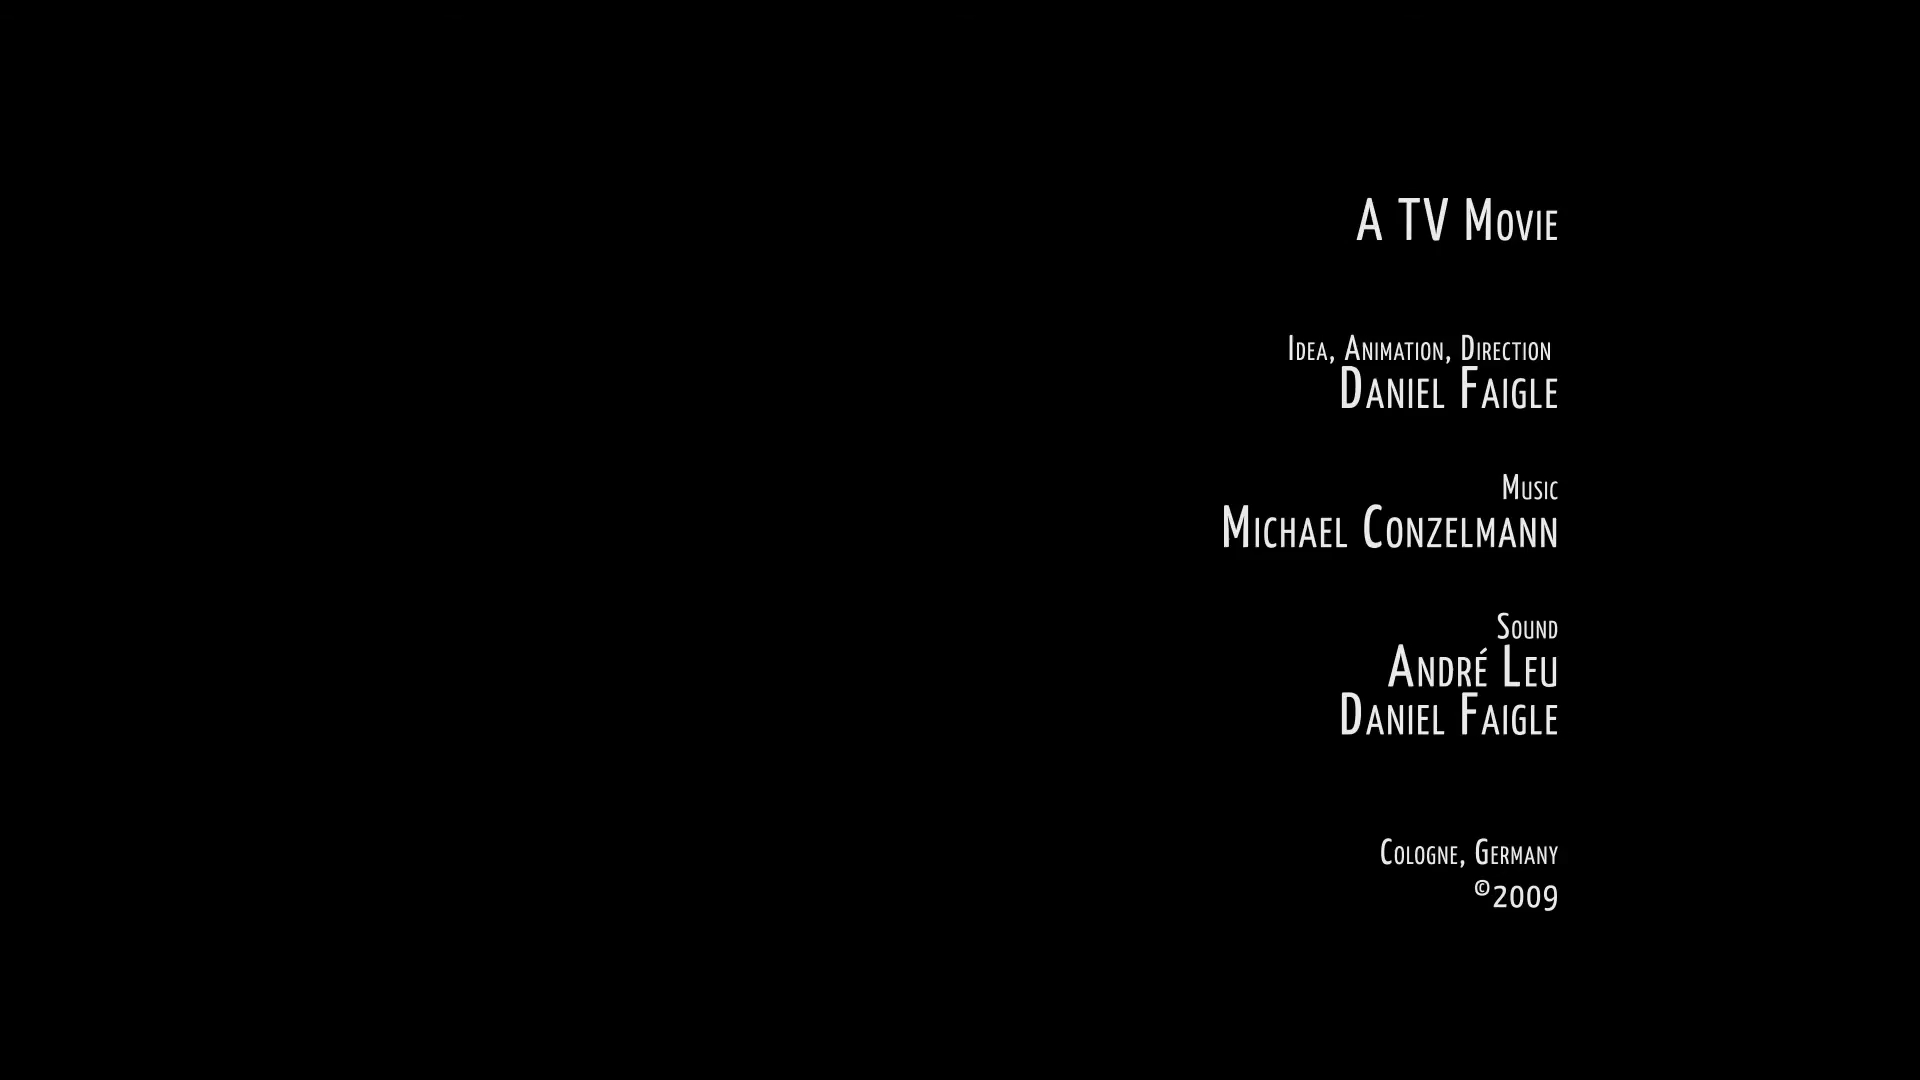 A TV Movie
Idea, Animation, Direction
Daniel Faigle
Music
Michael Conzelmann
Sound
André Leu
Daniel Faigle
Cologne, Germany
©2009